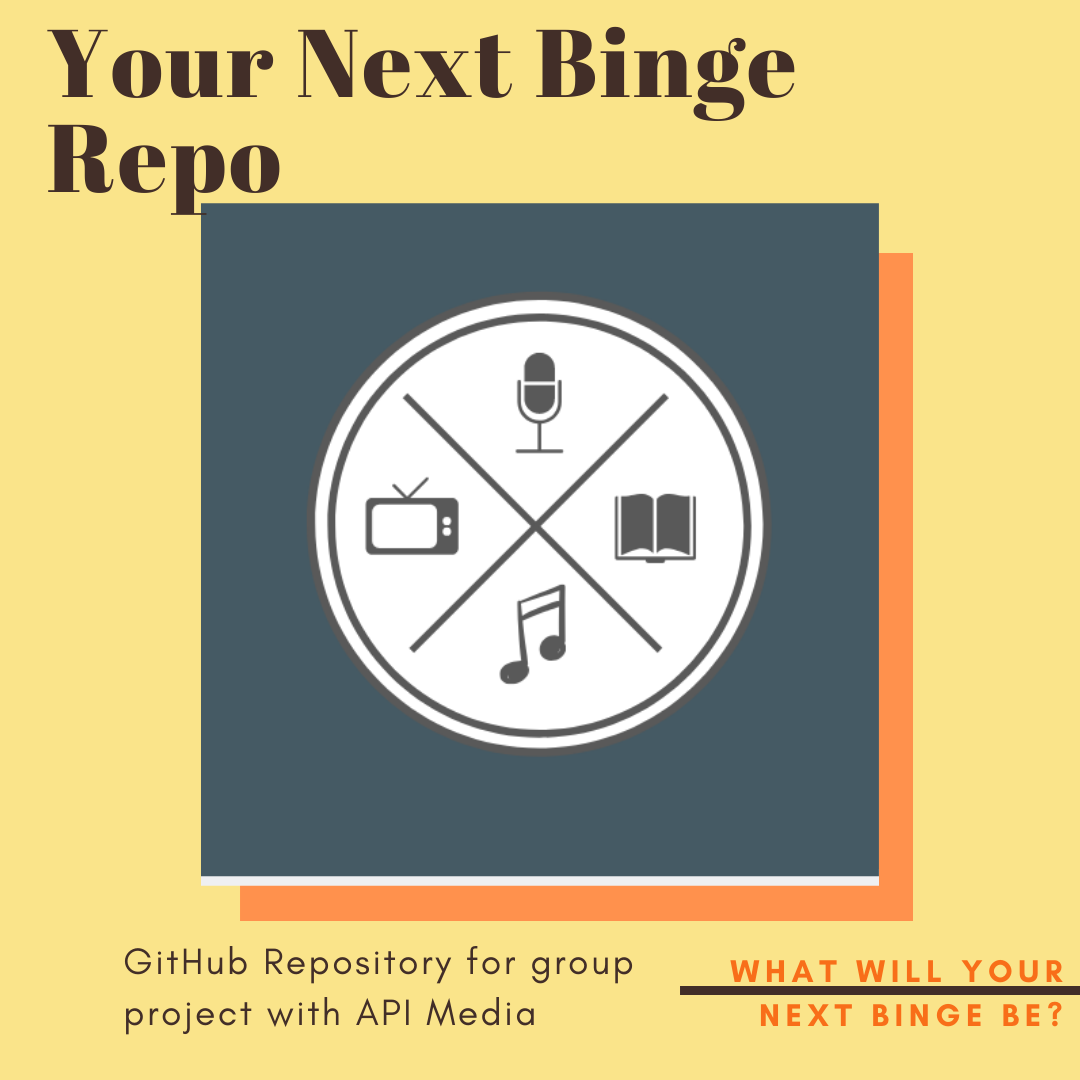 Your Next Binge
Repo
GitHub Repository for group
project with API Media
WHAT WILL YOUR
NEXT BINGE BE?